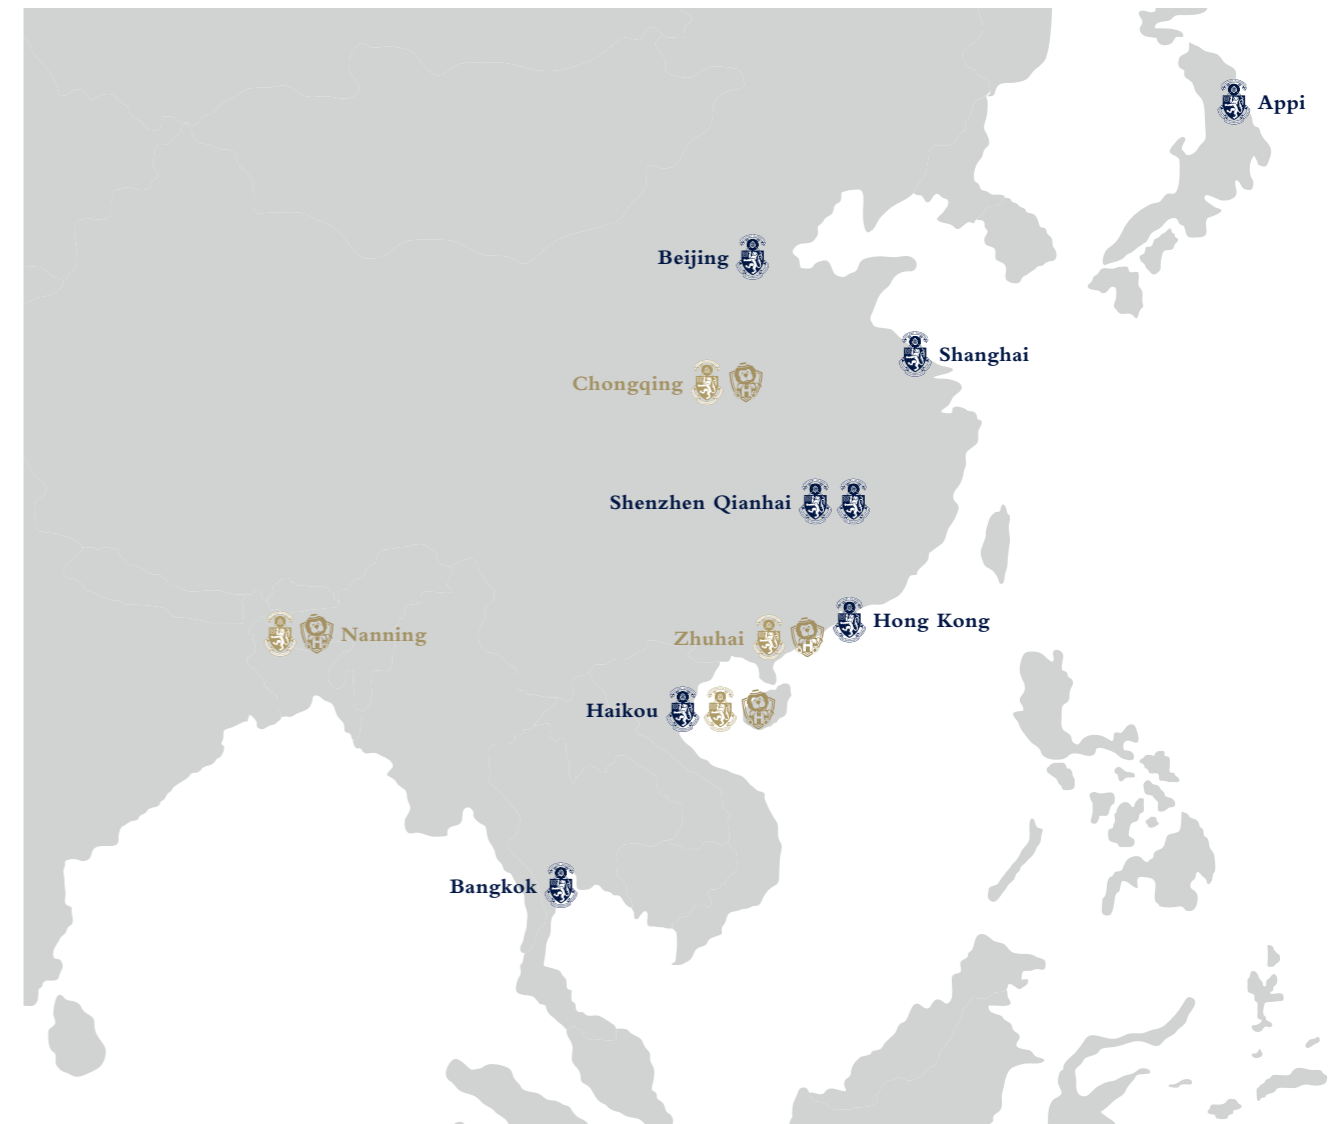 Appi
Beijing
Shanghai
Chongqing
Shenzhen Qianhai
Hong Kong
Nanning
Zhuhai
Haikou
Bangkok